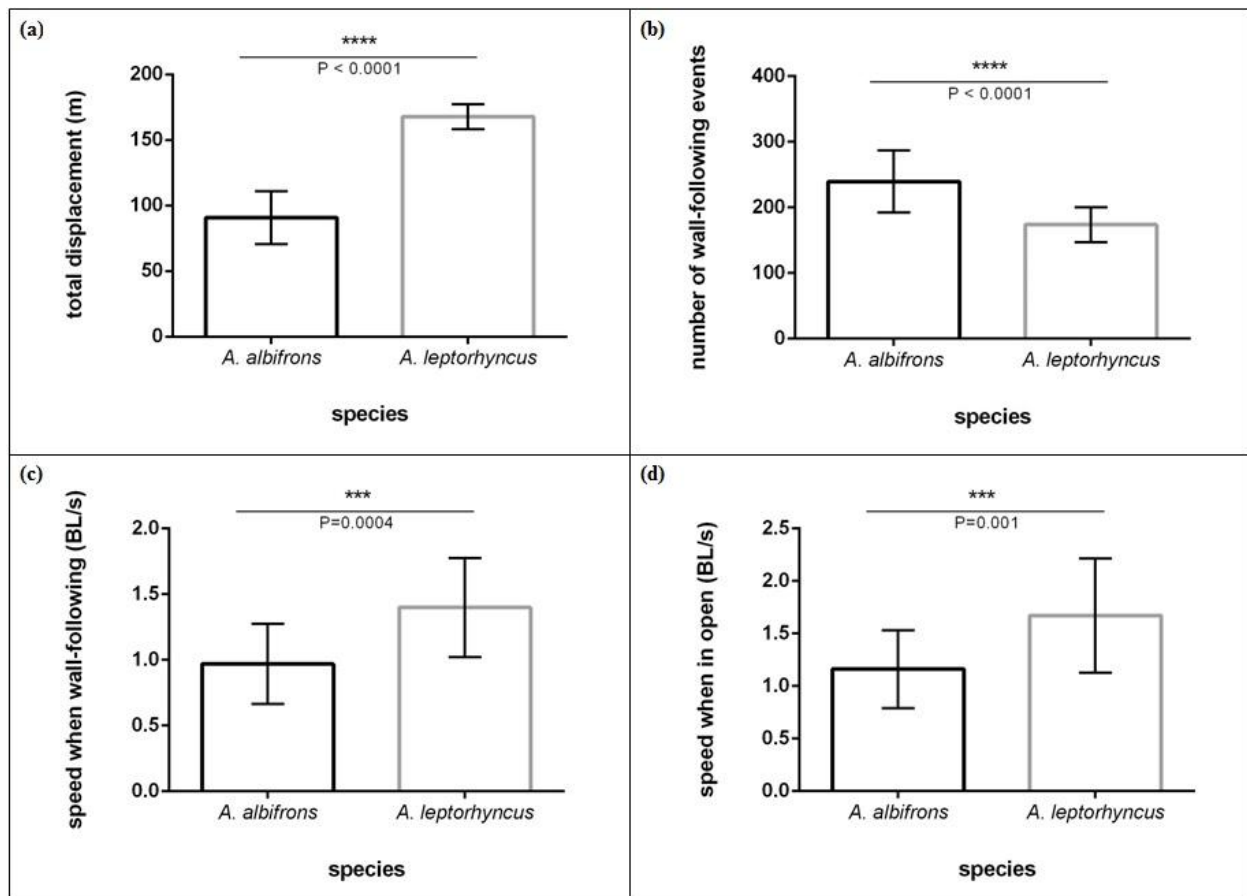 (a)
****
P < 0.0001
200
150
100
50
0
total displacement (m)
A. albifrons
A. leptorhyncus
species
(b)
****
P < 0.0001
400
300
200
100
0
number of wall-following events
A. albifrons
A. leptorhyncus
species
(c)
***
P=0.0004
2.0
1.5
1.0
0.5
0.0
speed when wall-following (BL/s)
A. albifrons
A. leptorhyncus
species
(d)
***
P=0.001
2.5
2.0
1.5
1.0
0.5
0.0
speed when in open (BL/s)
A. albifrons
A. leptorhyncus
species